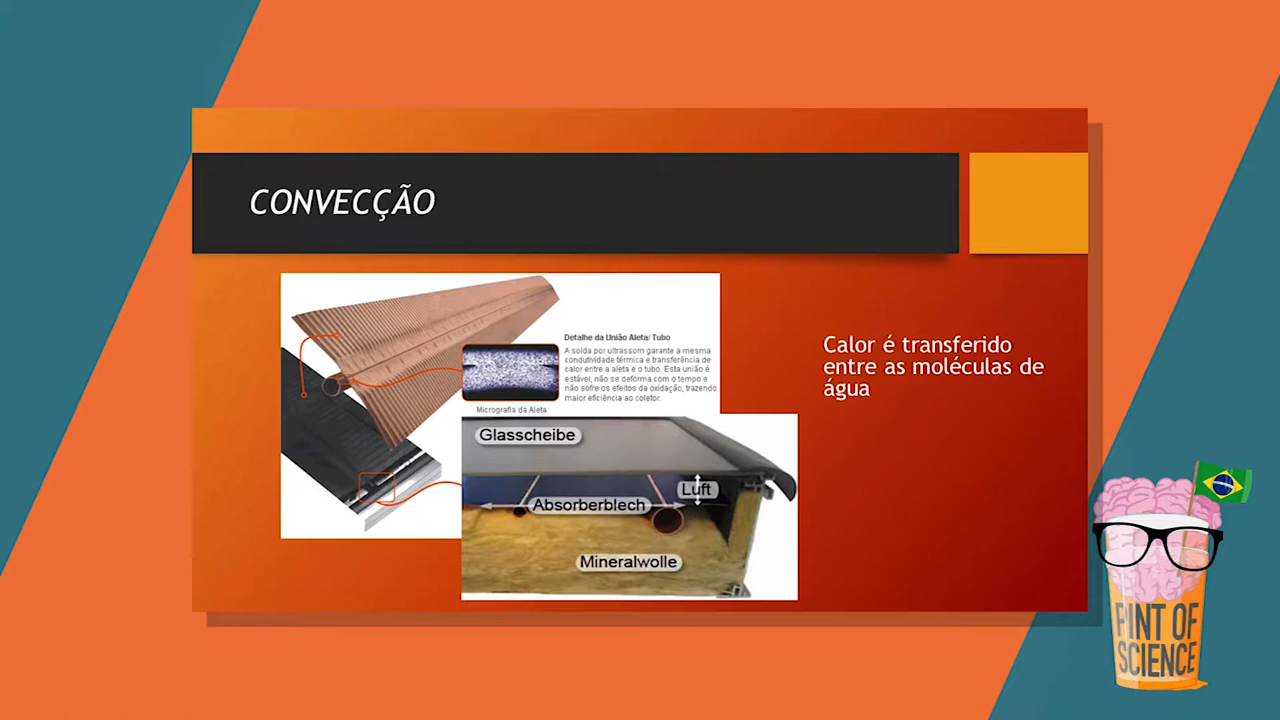 CONVECÇÃO
Detalhe da União Aleta/ Tubo
A solda por ultrassom garante a mesma
condutividade térmica e transferência de
calor entre a aleta e o tubo. Esta união é
estável, não se deforma com o tempo e
não sofre os efeitos da oxidação, trazendo
maior eficiência ao coletor.
Micrografia da Aleta
Glasscheibe
Luft
Absorberblech
Mineralwolle
Calor é transferido
entre as moléculas de
água
PINT OF
SCIENCE